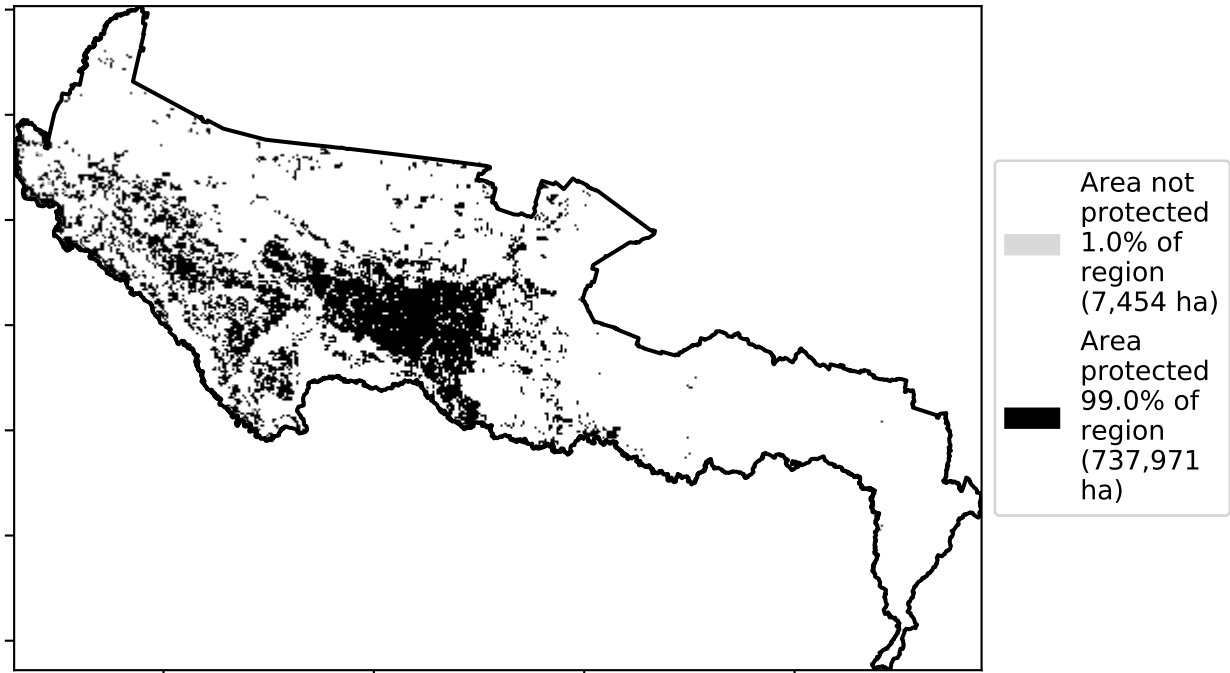 Area not
protected
1.0% of
region
(7,454 ha)
Area
protected
99.0% of
region
(737,971
ha)